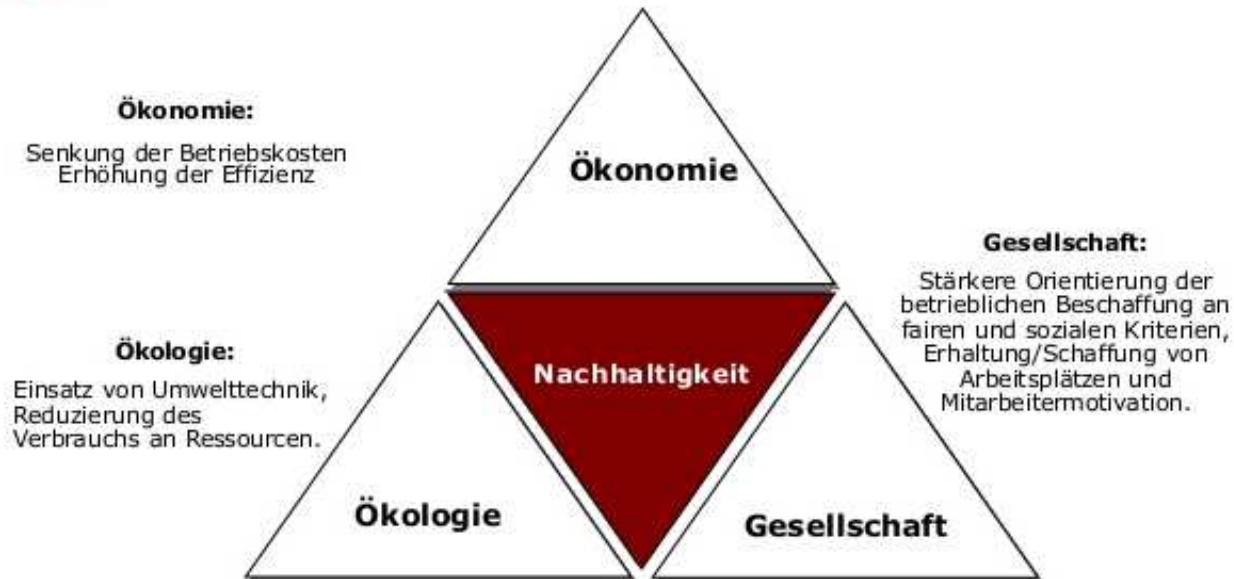 Ökonomie:
Senkung der Betriebskosten
Erhöhung der Effizienz
Ökonomie
Gesellschaft:
Stärkere Orientierung der
betrieblichen Beschaffung an
fairen und sozialen Kriterien,
Erhaltung/Schaffung von
Arbeitsplätzen und
Mitarbeitermotivation.
Ökologie:
Einsatz von Umwelttechnik,
Reduzierung des
Verbrauchs an Ressourcen.
Nachhaltigkeit
Ökologie
Gesellschaft